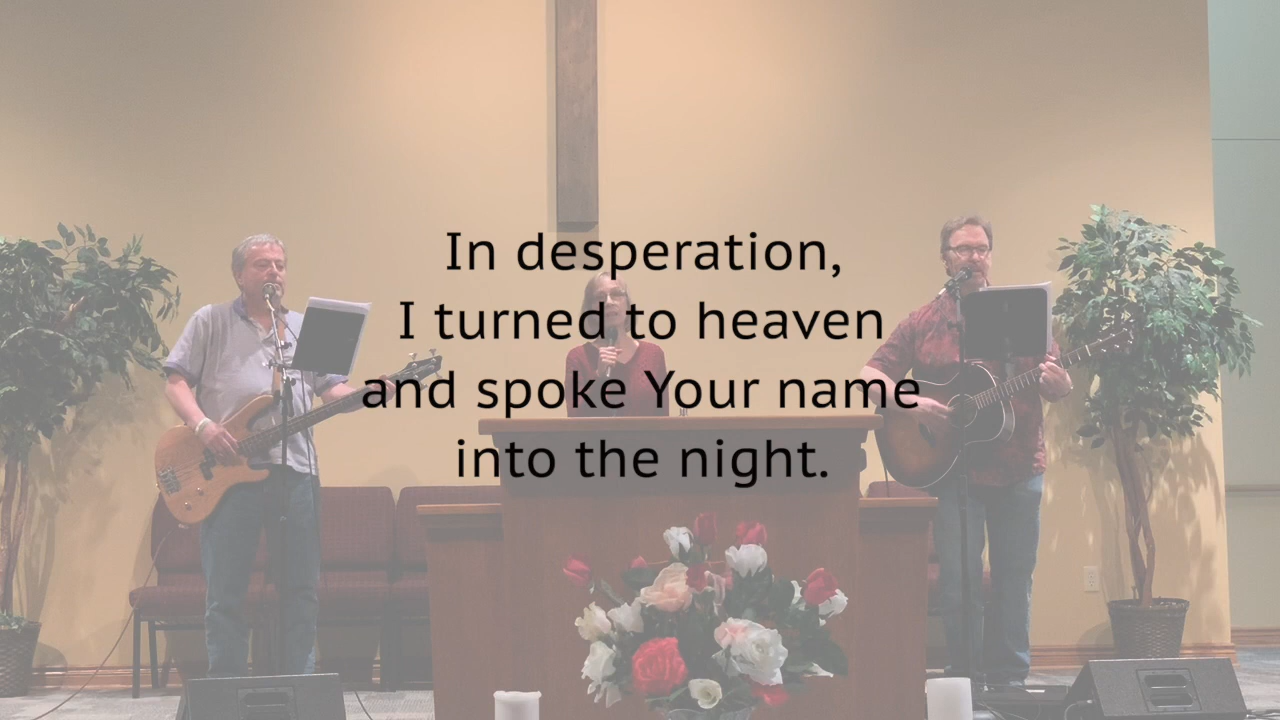 In desperation,
I turned to heaven
and spoke Your name
into the night.